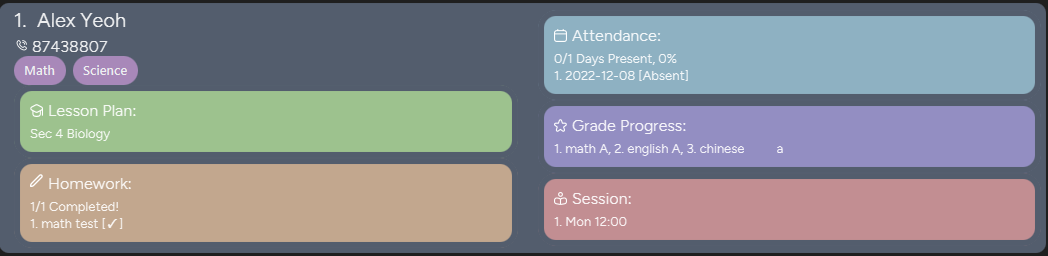 1. Alex Yeoh
87438807
Math Science
Lesson Plan:
Sec 4 Biology
Homework:
1/1 Completed!
1. math test [✓]
Attendance:
0/1 Days Present, 0%
1. 2022-12-08 [Absent]
Grade Progress:
1. math A, 2. english A, 3. chinese a
Session:
1. Mon 12:00